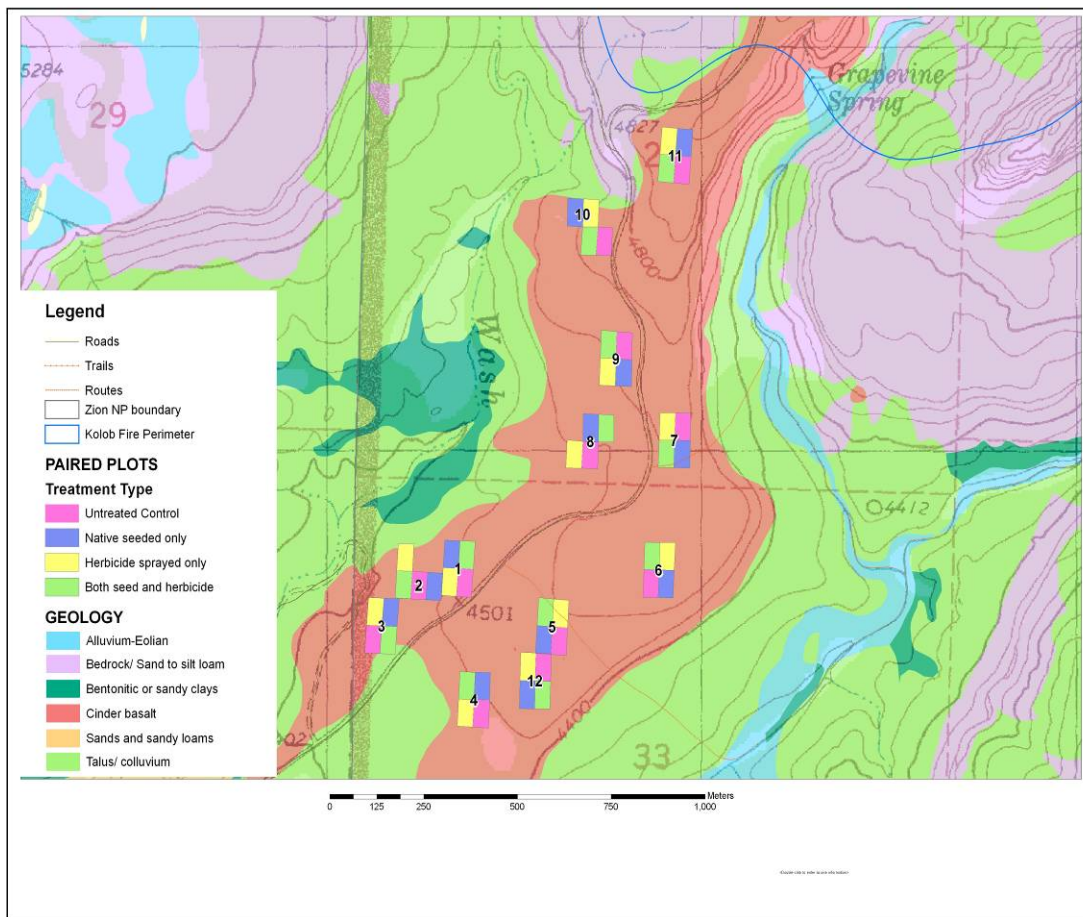 5284
29
Grapevine
Spring
4827
2
11
10
4800
Wash
9
8
7
O4412
1
2
6
3
4501
5
12
4
4400
33
Legend
Roads
Trails
Routes
Zion NP boundary
Kolob Fire Perimeter
PAIRED PLOTS
Treatment Type
Untreated Control
Native seeded only
Herbicide sprayed only
Both seed and herbicide
GEOLOGY
Alluvium-Eolian
Bedrock/ Sand to silt loam
Bentonitic or sandy clays
Cinder basalt
Sands and sandy loams
Talus/ colluvium
Meters
0 125 250 500 750 1,000